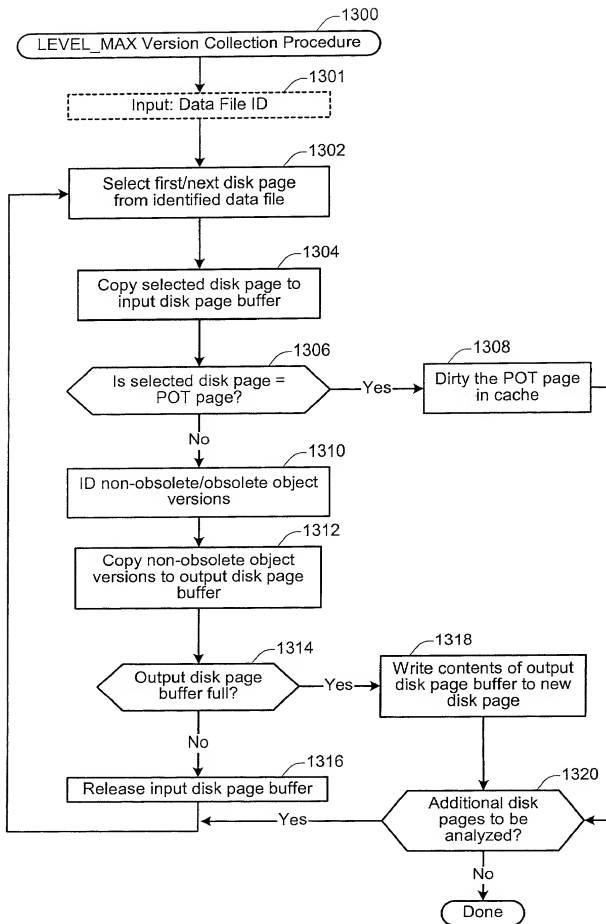 1300
LEVEL_MAX Version Collection Procedure
1301
Input: Data File ID
1302
Select first/next disk page
from identified data file
1304
Copy selected disk page to
input disk page buffer
1306
Is selected disk page =
POT page?
Yes
1308
Dirty the POT page
in cache
No
1310
ID non-obsolete/obsolete object
versions
1312
Copy non-obsolete object
versions to output disk page
buffer
1314
Output disk page
buffer full?
Yes
1318
Write contents of output
disk page buffer to new
disk page
No
1316
Release input disk page buffer
1320
Additional disk
pages to be
analyzed?
Yes
No
Done